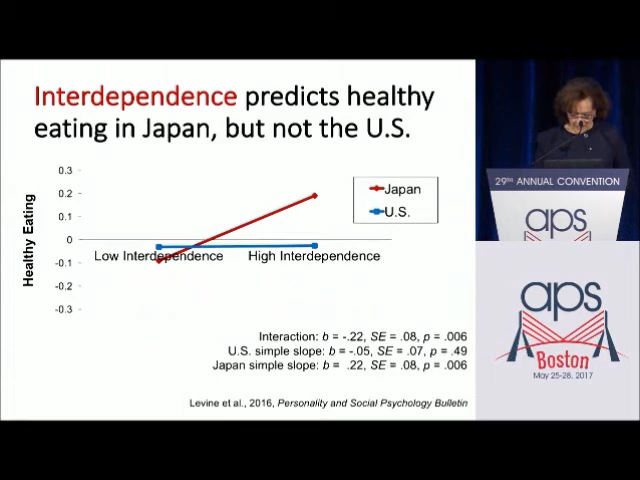 Interdependence predicts healthy
eating in Japan, but not the U.S.
0.3
0.2
0.1
0
-0.1
-0.2
-0.3
Healthy Eating
Low Interdependence
High Interdependence
Japan
U.S.
Interaction: b = -.22, SE = .08, p = .006
U.S. simple slope: b = -.05, SE = .07, p = .49
Japan simple slope: b = .22, SE = .08, p = .006
Levine et al., 2016, Personality and Social Psychology Bulletin
29TH ANNUAL CONVENTION
aps
aps
Boston
May 25-28, 2017